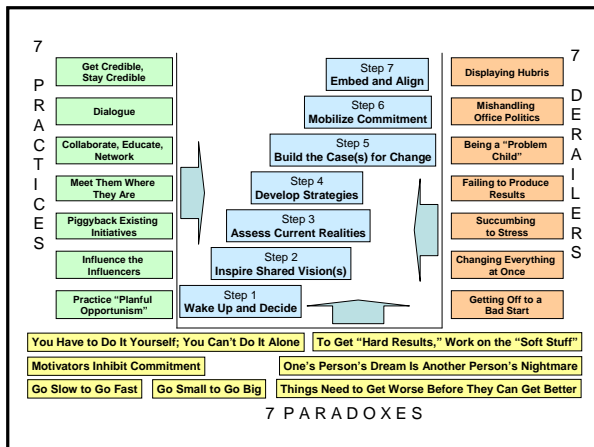 7 PRACTICES
Get Credible,
Stay Credible
Dialogue
Collaborate, Educate,
Network
Meet Them Where
They Are
Piggyback Existing
Initiatives
Influence the
Influencers
Practice “Planful
Opportunism”
Step 7
Embed and Align
Step 6
Mobilize Commitment
Step 5
Build the Case(s) for Change
Step 4
Develop Strategies
Step 3
Assess Current Realities
Step 2
Inspire Shared Vision(s)
Step 1
Wake Up and Decide
7 DERAILERS
Displaying Hubris
Mishandling
Office Politics
Being a “Problem
Child”
Failing to Produce
Results
Succumbing
to Stress
Changing Everything
at Once
Getting Off to a
Bad Start
You Have to Do It Yourself; You Can’t Do It Alone
To Get “Hard Results,” Work on the “Soft Stuff”
Motivators Inhibit Commitment
One’s Person’s Dream Is Another Person’s Nightmare
Go Slow to Go Fast
Go Small to Go Big
Things Need to Get Worse Before They Can Get Better
7 PARADOXES